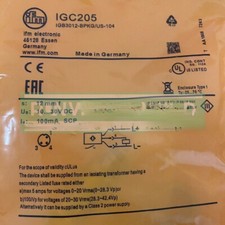 ifm
IGC205
IGB3012-BPKG/US-104
ifm electronic
45128 Essen
www.ifm.com
Made in Germany
UL LISTED
Enclosure Type 1
12mm f
10...30V DC
100mA, SCP
For the scope of validity cULus
The device shall be supplied from an isolating transformer having a
secondary Listed fuse rated either
a)max 5 amps for voltages 0~20 Vrms(0~28.3 Vp)
b)100/Vp for voltages of 20~30 Vrms (28.3~42.4Vp)
Alternatively it can be supplied by a Class 2 power supply.